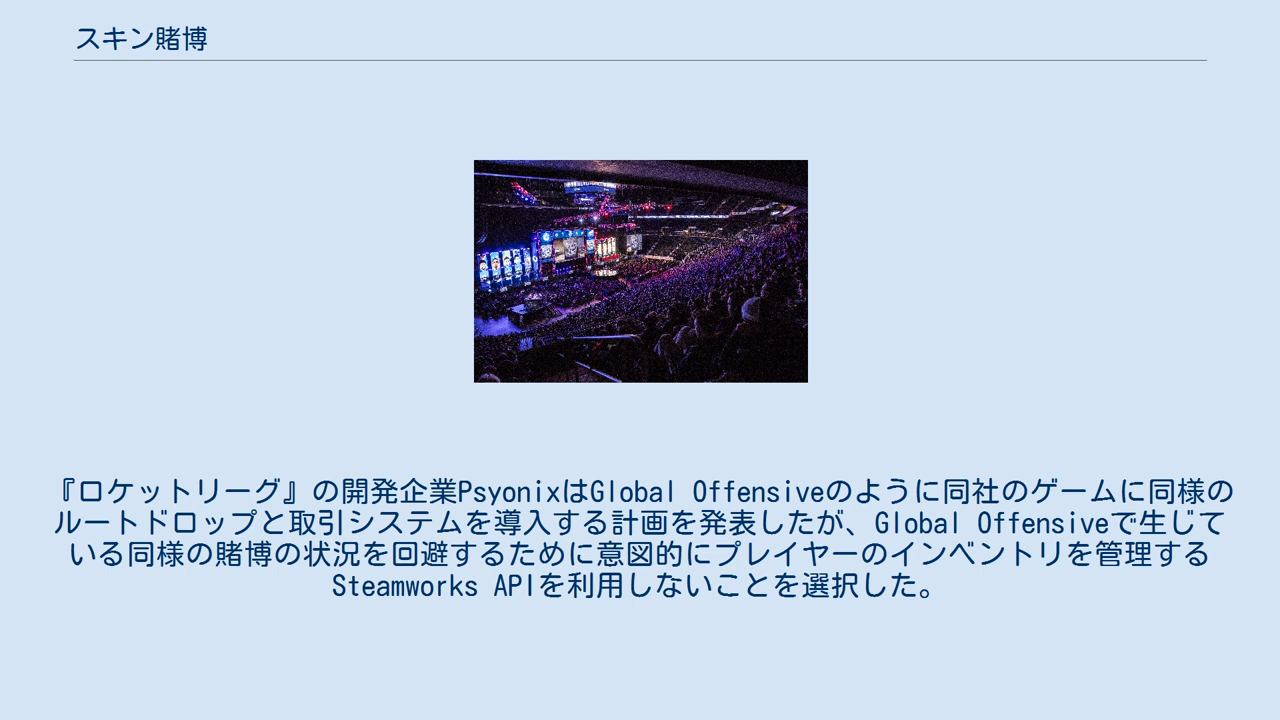 スキン賭博
『ロケットリーグ』の開発企業PsyonixはGlobal Offensiveのように同社のゲームに同様の
ルートドロップと取引システムを導入する計画を発表したが、Global Offensiveで生じて
いる同様の賭博の状況を回避するために意図的にプレイヤーのインベントリを管理する
Steamworks APIを利用しないことを選択した。